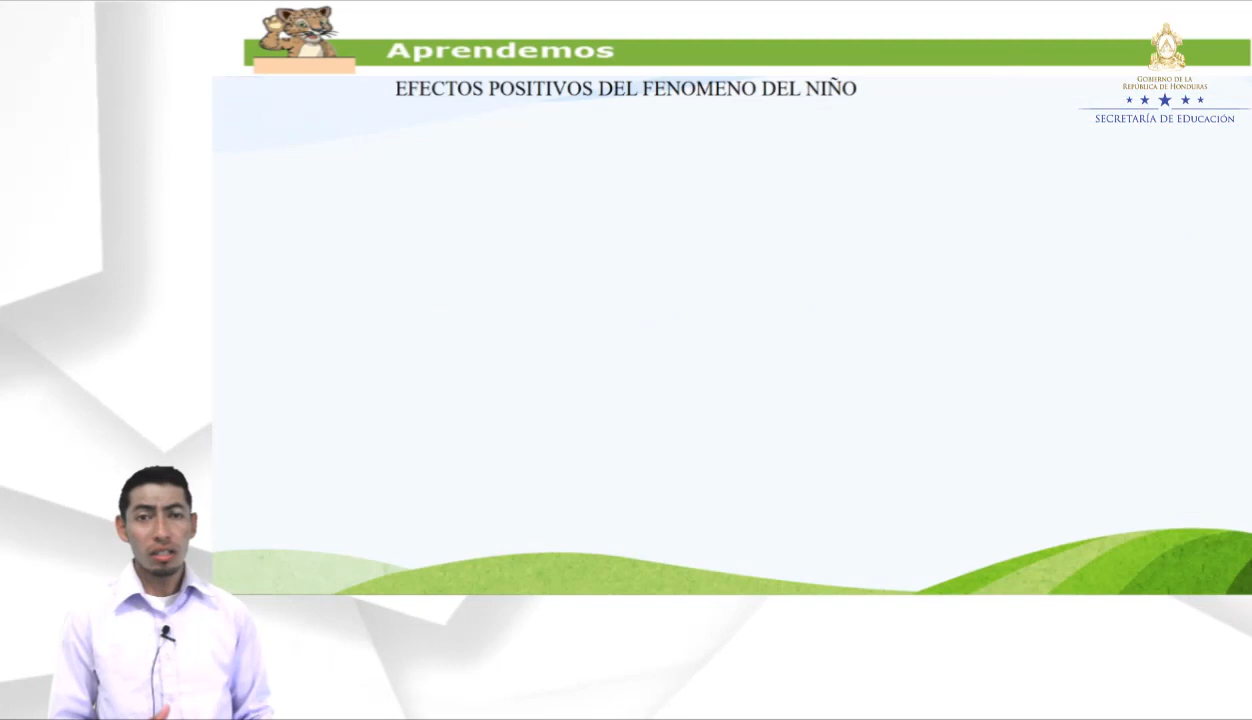 Aprendemos
EFECTOS POSITIVOS DEL FENOMENO DEL NIÑO
GOBIERNO DE LA
REPÚBLICA DE HONDURAS
SECRETARÍA DE EDUCACIÓN